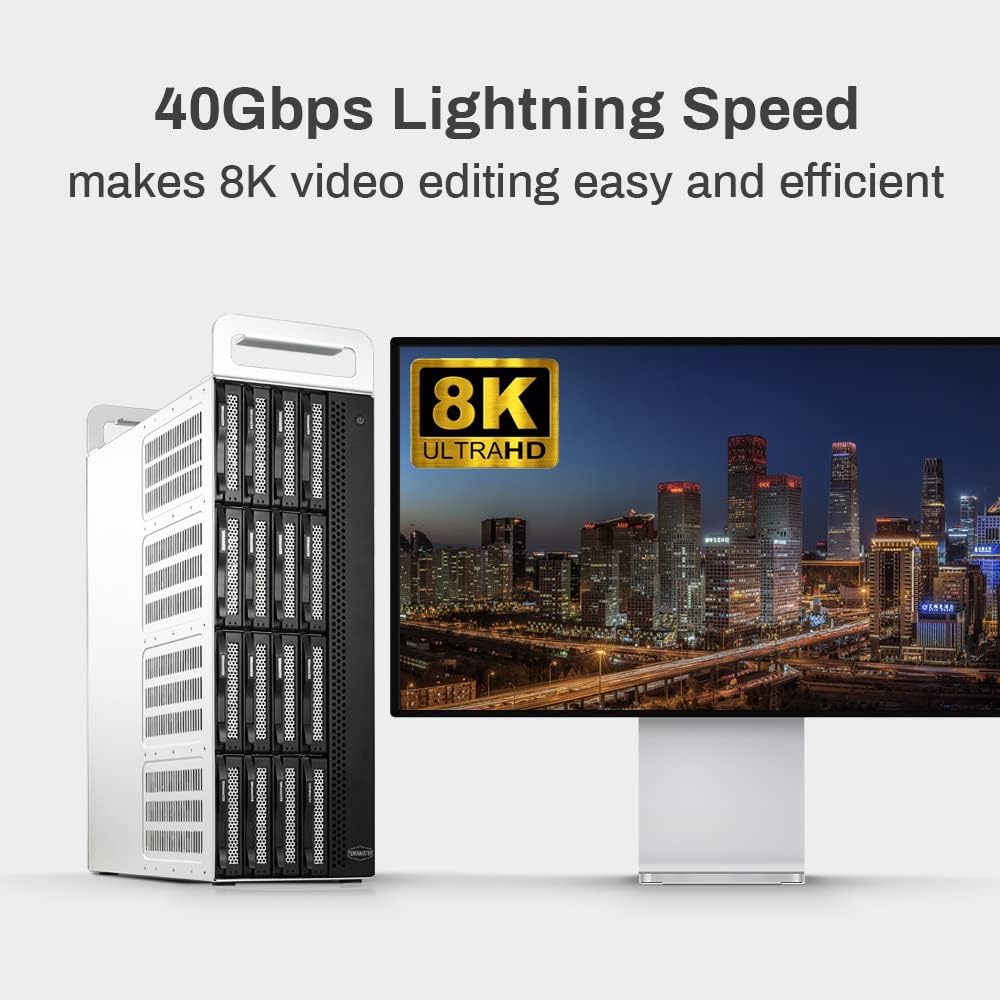 40Gbps Lightning Speed
makes 8K video editing easy and efficient
8K
ULTRAHD